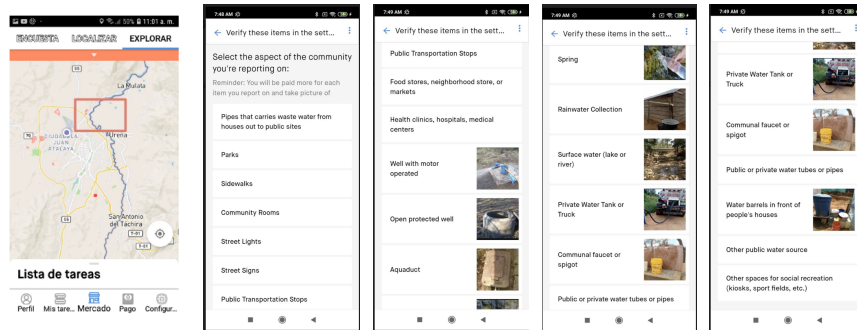 11:01 a. m.
50%
ENCUESTA LOCALIZAR EXPLORAR
La Mulata
CIUDADELA
JUAN
ATALAYA
Ureña
San Antonio
del Táchira
55
T-01
T-01
Lista de tareas
Perfil Mis tare... Mercado Pago Configur...
7:48 AM
Verify these items in the sett...
Select the aspect of the community
you're reporting on:
Reminder: You will be paid more for each
item you report on and take picture of
Pipes that carries waste water from
houses out to public sites
Parks
Sidewalks
Community Rooms
Street Lights
Street Signs
Public Transportation Stops
7:49 AM
Verify these items in the sett...
Public Transportation Stops
Food stores, neighborhood store, or
markets
Health clinics, hospitals, medical
centers
Well with motor
operated
Open protected well
Aquaduct
7:49 AM
Verify these items in the sett...
Spring
Rainwater Collection
Surface water (lake or
river)
Private Water Tank or
Truck
Communal faucet or
spigot
Public or private water tubes or pipes
7:49 AM
Verify these items in the sett...
Private Water Tank or
Truck
Communal faucet or
spigot
Public or private water tubes or pipes
Water barrels in front of
people's houses
Other public water source
Other spaces for social recreation
(kiosks, sport fields, etc.)